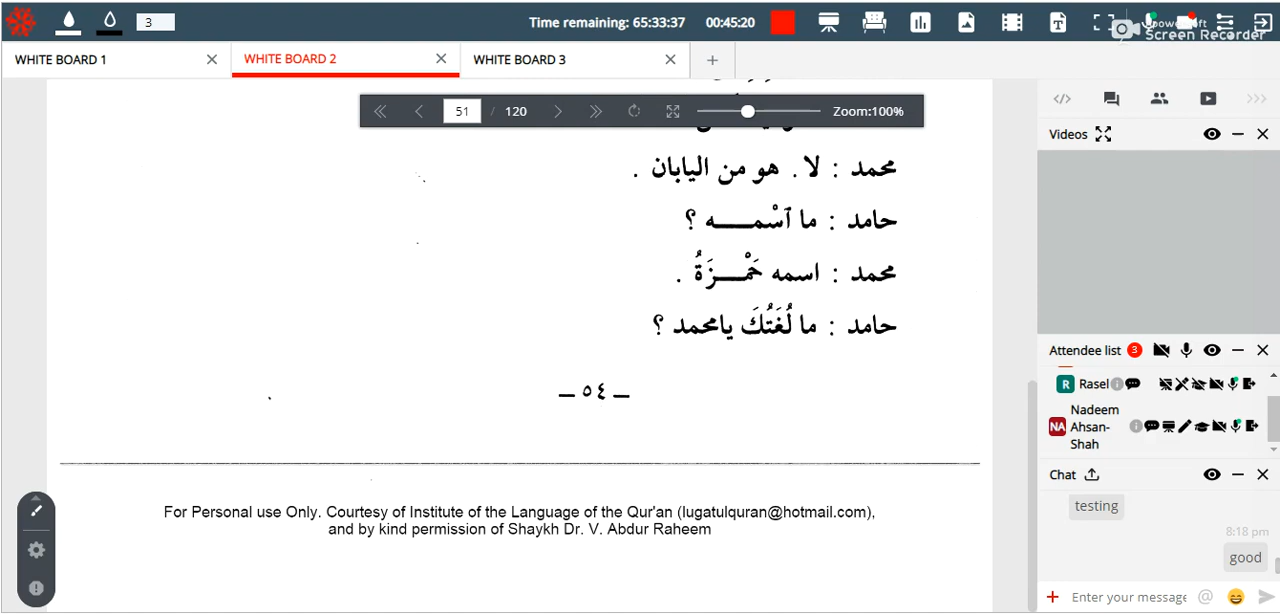 3
Time remaining: 65:33:37
00:45:20
Screen Recorder
WHITE BOARD 1
WHITE BOARD 2
WHITE BOARD 3
51 / 120
Zoom:100%
محمد : لا . هو من اليابان .
حامد : ما ٱسْمـــه ؟
محمد : اسمه حَمْـــزَةُ .
حامد : ما لُغَتُكَ يامحمد ؟
— ٥٤ —
For Personal use Only. Courtesy of Institute of the Language of the Qur'an (lugatulquran@hotmail.com),
and by kind permission of Shaykh Dr. V. Abdur Raheem
Videos
Attendee list 3
R Rasel
NA Nadeem Ahsan-Shah
Chat
testing
8:18 pm
good
Enter your message